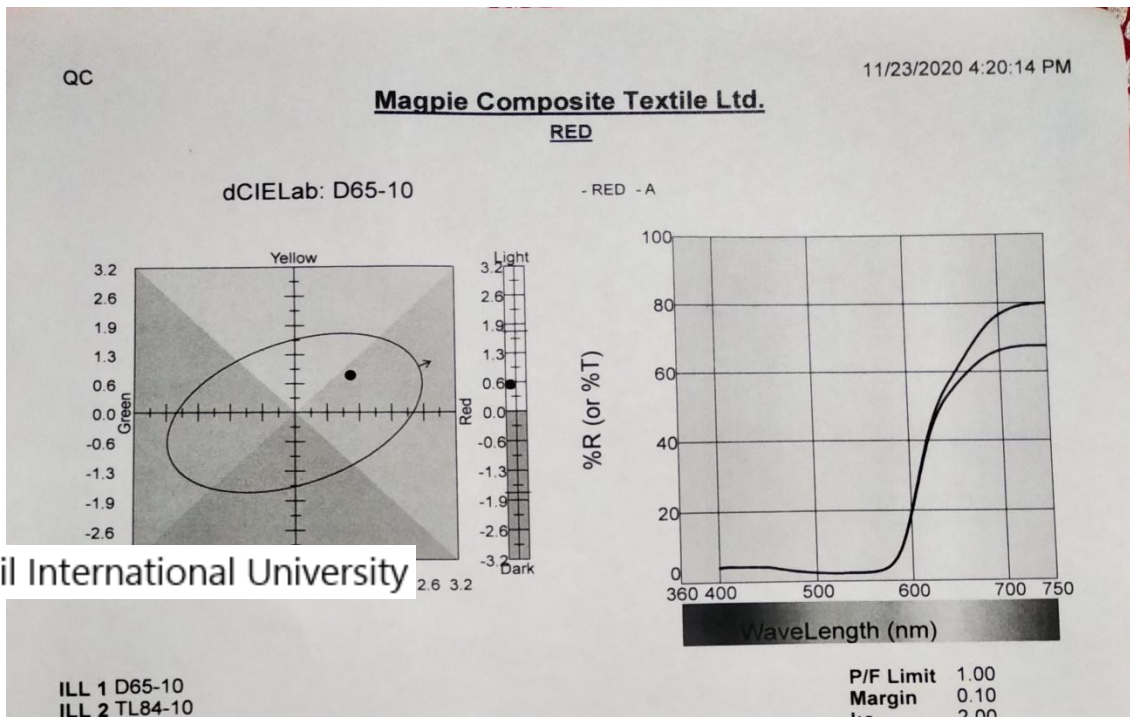 QC
11/23/2020 4:20:14 PM
Magpie Composite Textile Ltd.
RED
dCIELab: D65-10
- RED - A
Yellow
Green
Red
3.2
2.6
1.9
1.3
0.6
0.0
-0.6
-1.3
-1.9
-2.6
2.6 3.2
Light
3.2
2.6
1.9
1.3
0.6
0.0
-0.6
-1.3
-1.9
-2.6
-3.2
Dark
%R (or %T)
100
80
60
40
20
0
360 400 500 600 700 750
WaveLength (nm)
il International University
ILL 1 D65-10
ILL 2 TL84-10
P/F Limit 1.00
Margin 0.10
2.00